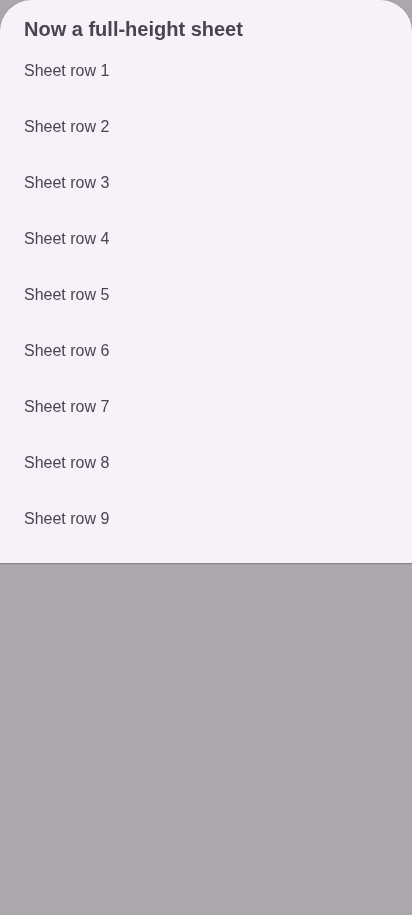 Now a full-height sheet
Sheet row 1
Sheet row 2
Sheet row 3
Sheet row 4
Sheet row 5
Sheet row 6
Sheet row 7
Sheet row 8
Sheet row 9